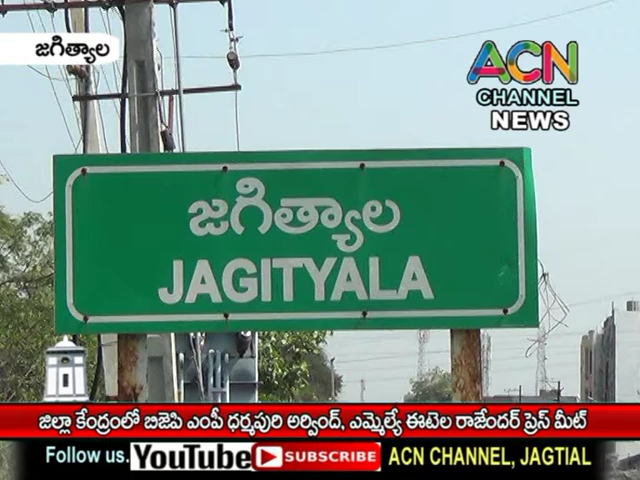 జగిత్యాల
ACN
CHANNEL
NEWS
జగిత్యాల
JAGITYALA
జిల్లా కేంద్రంలో బిజెపి ఎంపీ ధర్మపురి అర్వింద్, ఎమ్మెల్యే ఈటెల రాజేందర్ ప్రెస్ మీట్
Follow us. YouTube SUBSCRIBE ACN CHANNEL, JAGTIAL